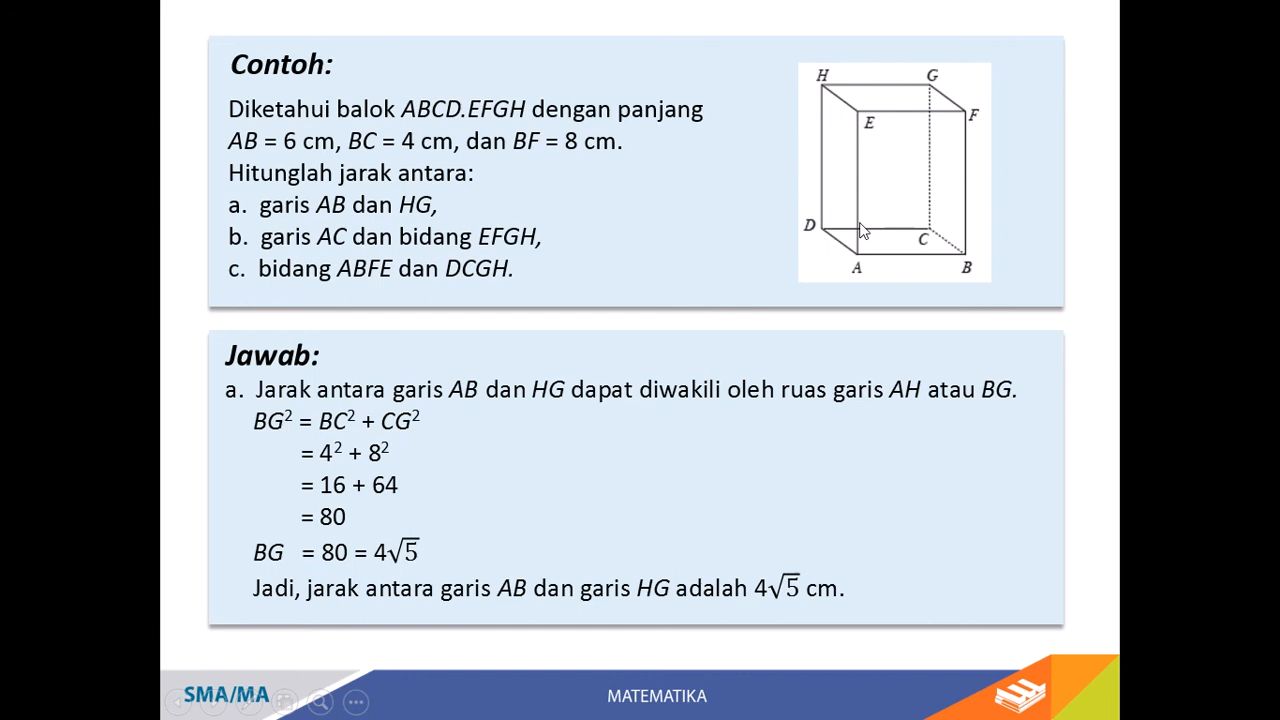 Contoh:
Diketahui balok ABCD.EFGH dengan panjang
AB = 6 cm, BC = 4 cm, dan BF = 8 cm.
Hitunglah jarak antara:
a. garis AB dan HG,
b. garis AC dan bidang EFGH,
c. bidang ABFE dan DCGH.
H G
E F
D C
A B
Jawab:
a. Jarak antara garis AB dan HG dapat diwakili oleh ruas garis AH atau BG.
BG² = BC² + CG²
= 4² + 8²
= 16 + 64
= 80
BG = 80 = 4√5
Jadi, jarak antara garis AB dan garis HG adalah 4√5 cm.
SMA/MA
MATEMATIKA